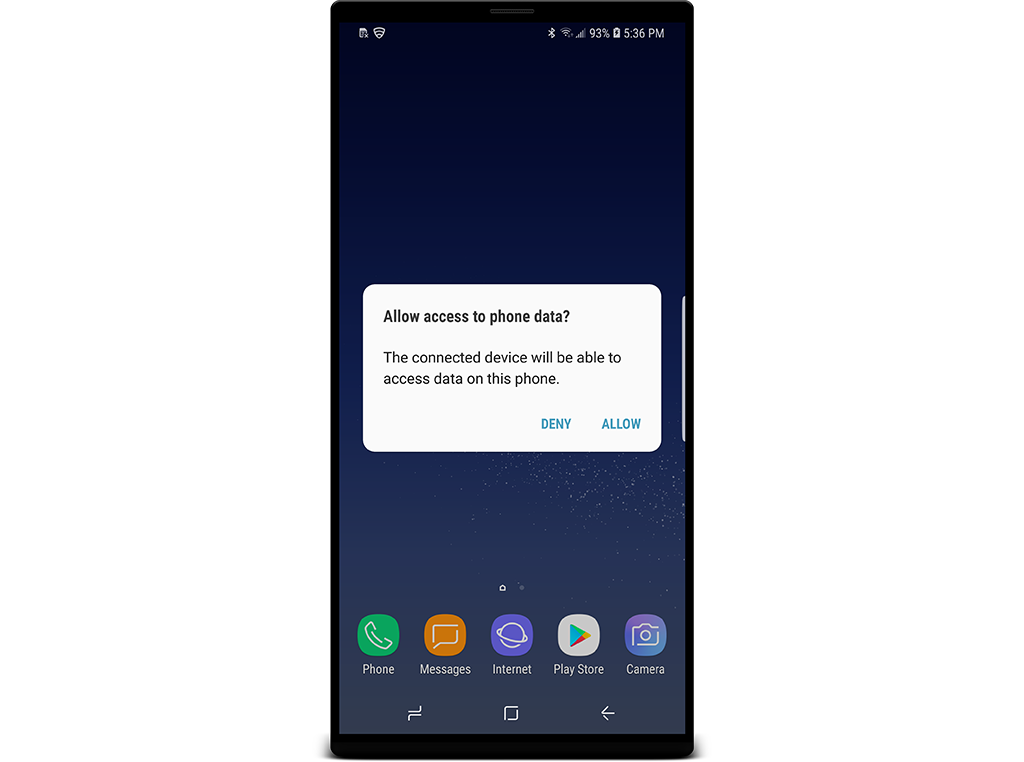 93% 5:36 PM
Allow access to phone data?
The connected device will be able to
access data on this phone.
DENY ALLOW
Phone Messages Internet Play Store Camera